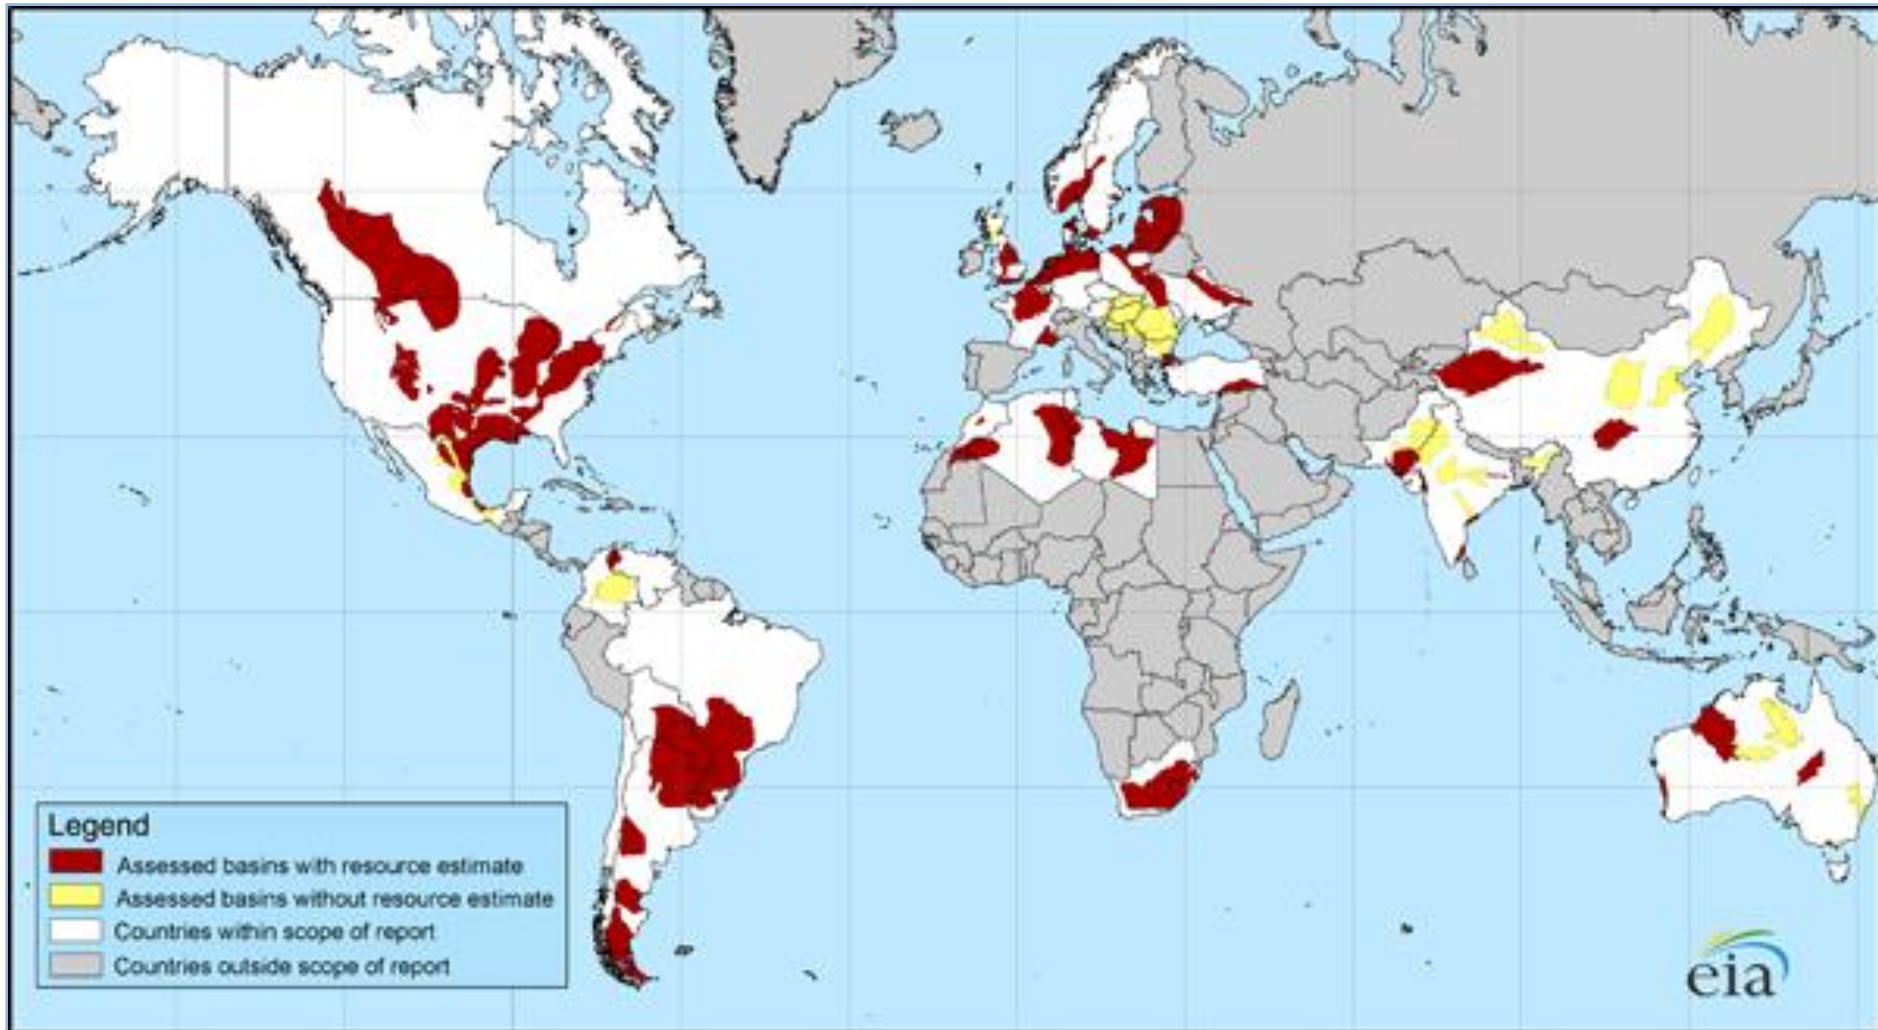 Legend
Assessed basins with resource estimate
Assessed basins without resource estimate
Countries within scope of report
Countries outside scope of report
eia